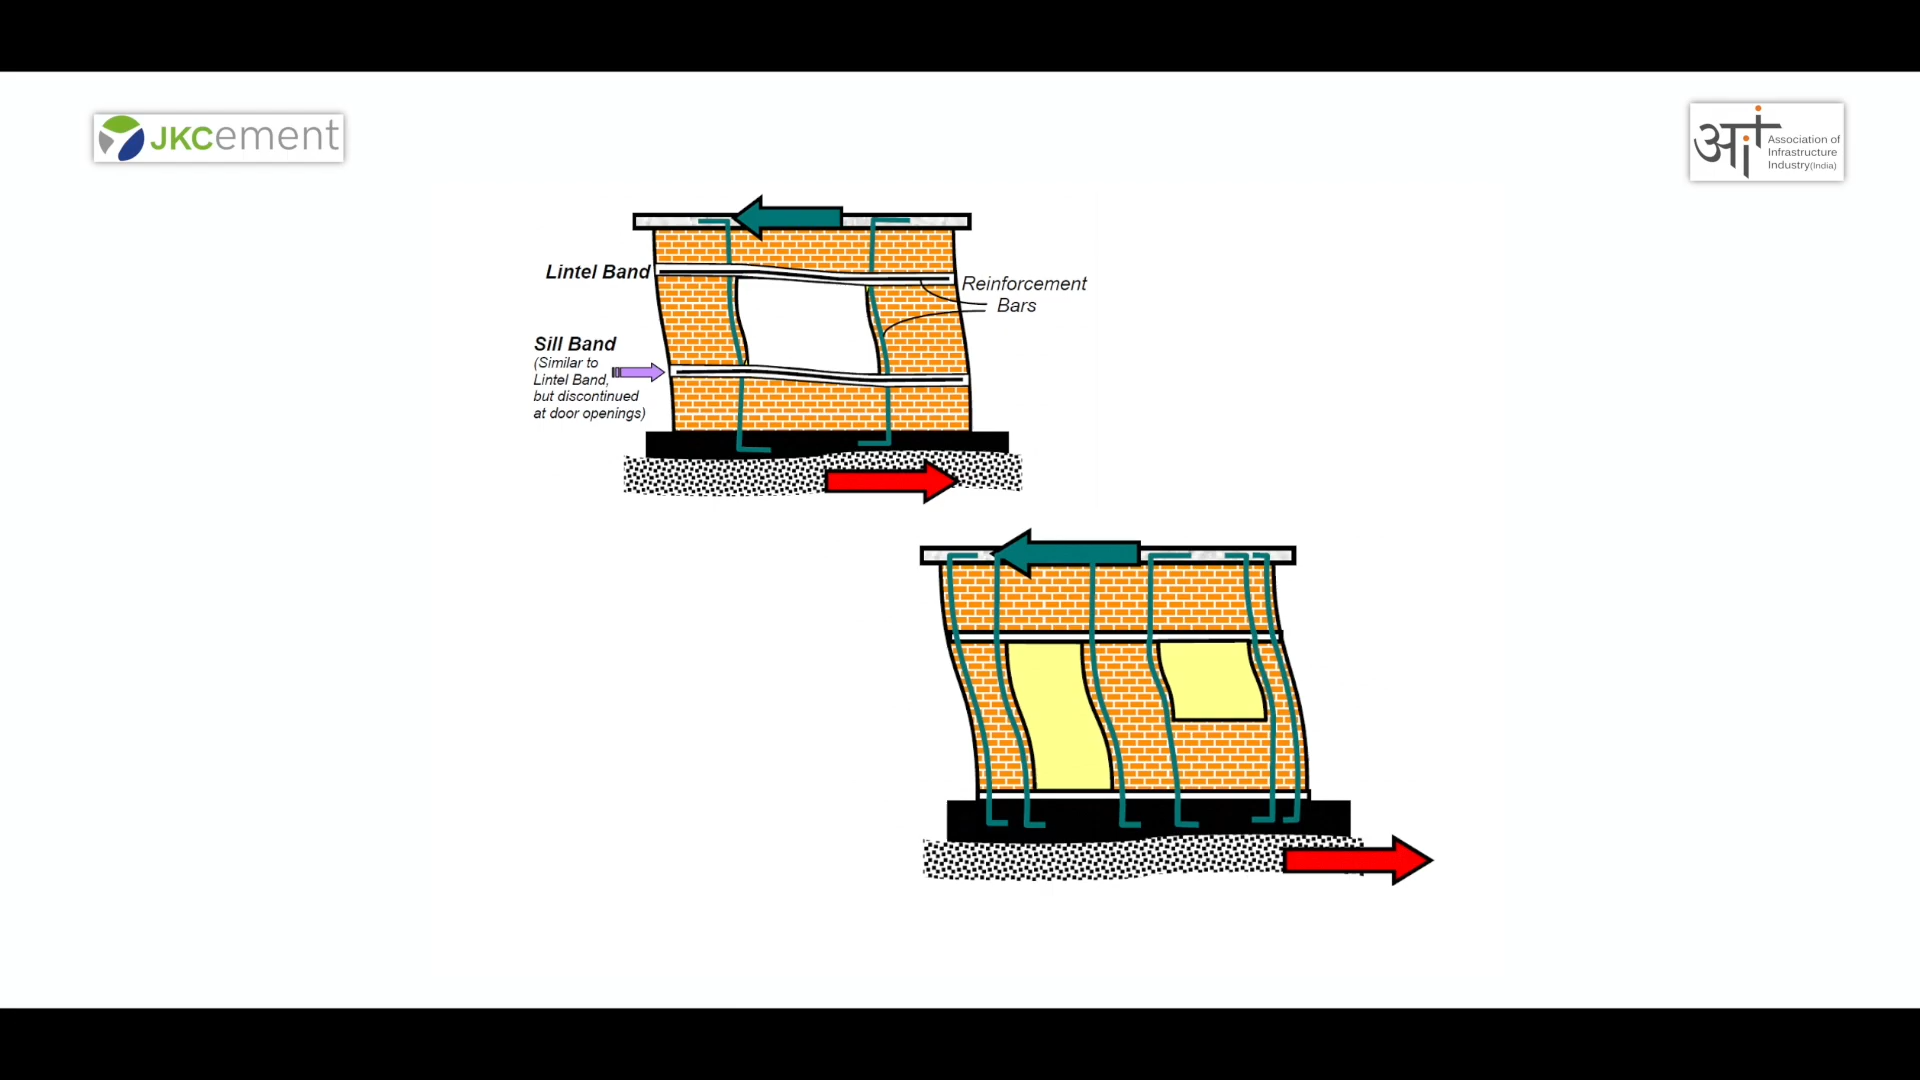 JKCement
आं
Association of
Infrastructure
Industry(India)
Lintel Band
Reinforcement
Bars
Sill Band
(Similar to
Lintel Band,
but discontinued
at door openings)